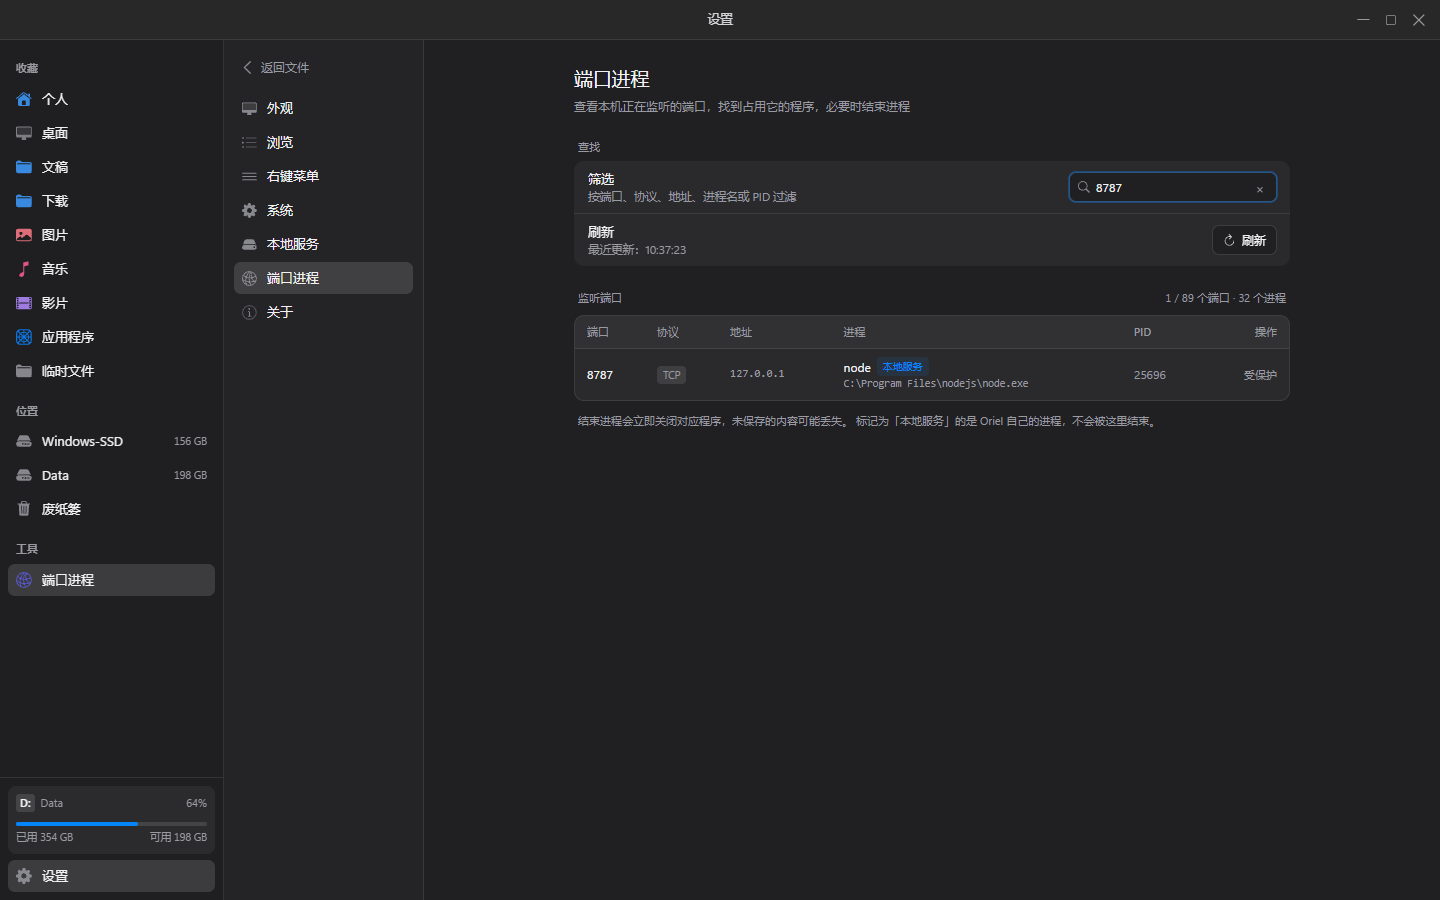 设置
收藏
个人
桌面
文稿
下载
图片
音乐
影片
应用程序
临时文件
位置
Windows-SSD 156 GB
Data 198 GB
废纸篓
工具
端口进程
D: Data 64%
已用 354 GB 可用 198 GB
设置
返回文件
外观
浏览
右键菜单
系统
本地服务
端口进程
关于
端口进程
查看本机正在监听的端口，找到占用它的程序，必要时结束进程
查找
筛选
按端口、协议、地址、进程名或 PID 过滤
8787 ×
刷新
最近更新：10:37:23
刷新
监听端口 1 / 89 个端口 · 32 个进程
端口 协议 地址 进程 PID 操作
8787 TCP 127.0.0.1 node 本地服务 25696 受保护
C:\Program Files\nodejs\node.exe
结束进程会立即关闭对应程序，未保存的内容可能丢失。 标记为「本地服务」的是 Oriel 自己的进程，不会被这里结束。